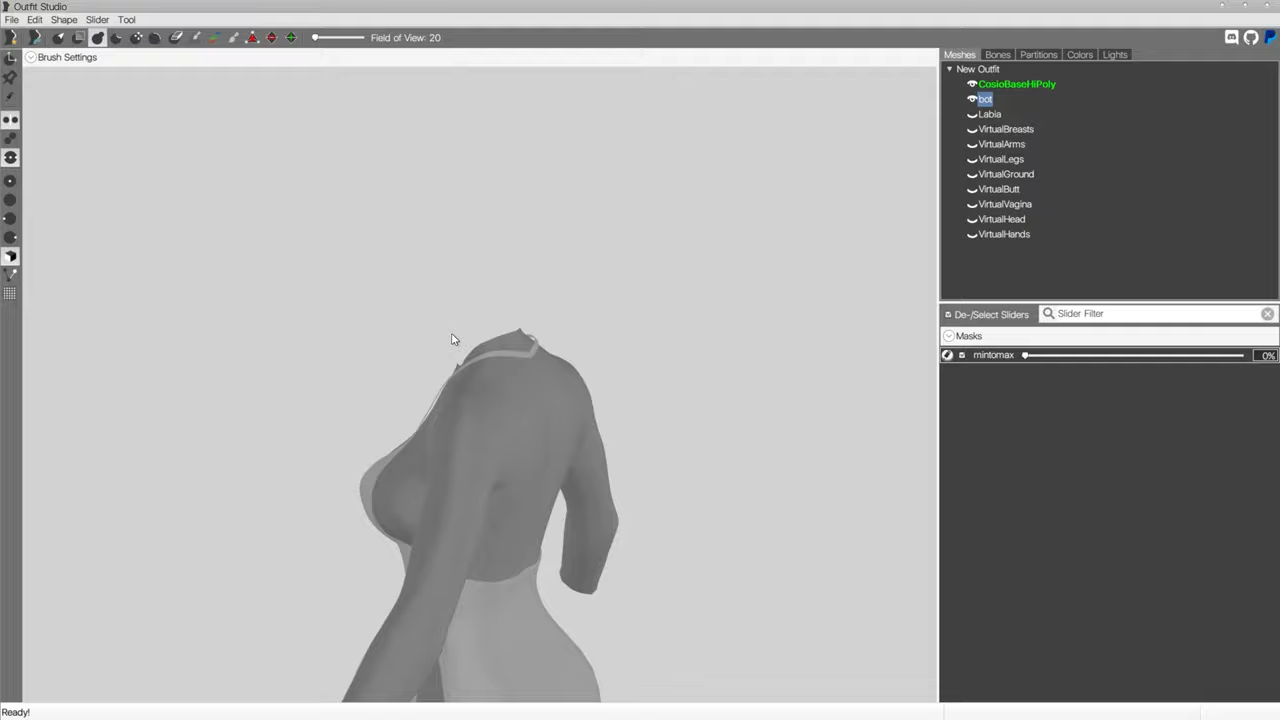 Outfit Studio
File Edit Shape Slider Tool
Field of View: 20
Brush Settings
Meshes Bones Partitions Colors Lights
New Outfit
CosioBaseHiPoly
bot
Labia
VirtualBreasts
VirtualArms
VirtualLegs
VirtualGround
VirtualButt
VirtualVagina
VirtualHead
VirtualHands
De-/Select Sliders Slider Filter
Masks
mintomax 0%
Ready!